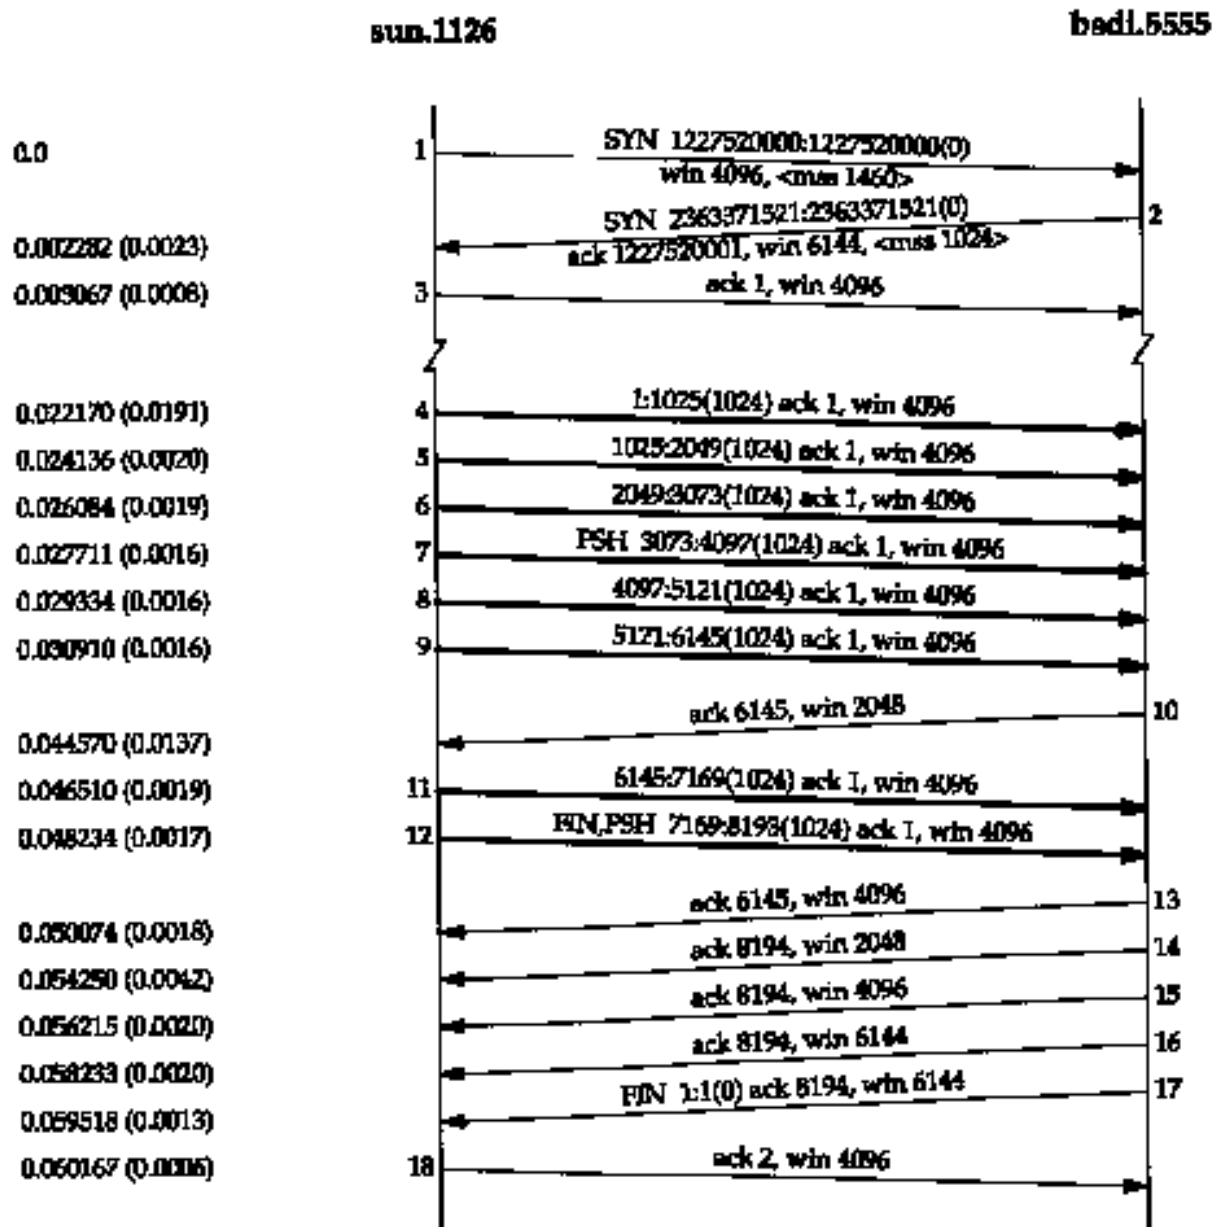 sun.1126 bsdi.5555
0.0 1 SYN 1227520000:1227520000(0)
win 4096, <mss 1460>
SYN 2363371521:2363371521(0) 2
0.002282 (0.0023) ack 1227520001, win 6144, <mss 1024>
0.003067 (0.0008) 3 ack 1, win 4096
0.022170 (0.0191) 4 1:1025(1024) ack 1, win 4096
0.024136 (0.0020) 5 1025:2049(1024) ack 1, win 4096
0.026084 (0.0019) 6 2049:3073(1024) ack 1, win 4096
0.027711 (0.0016) 7 PSH 3073:4097(1024) ack 1, win 4096
0.029334 (0.0016) 8 4097:5121(1024) ack 1, win 4096
0.030910 (0.0016) 9 5121:6145(1024) ack 1, win 4096
ack 6145, win 2048 10
0.044570 (0.0137)
0.046510 (0.0019) 11 6145:7169(1024) ack 1, win 4096
0.048234 (0.0017) 12 FIN,PSH 7169:8193(1024) ack 1, win 4096
ack 6145, win 4096 13
0.050074 (0.0018)
ack 8194, win 2048 14
0.054250 (0.0042)
ack 8194, win 4096 15
0.056215 (0.0020)
ack 8194, win 6144 16
0.058233 (0.0020)
FIN 1:1(0) ack 8194, win 6144 17
0.059518 (0.0013)
0.060167 (0.0006) 18 ack 2, win 4096